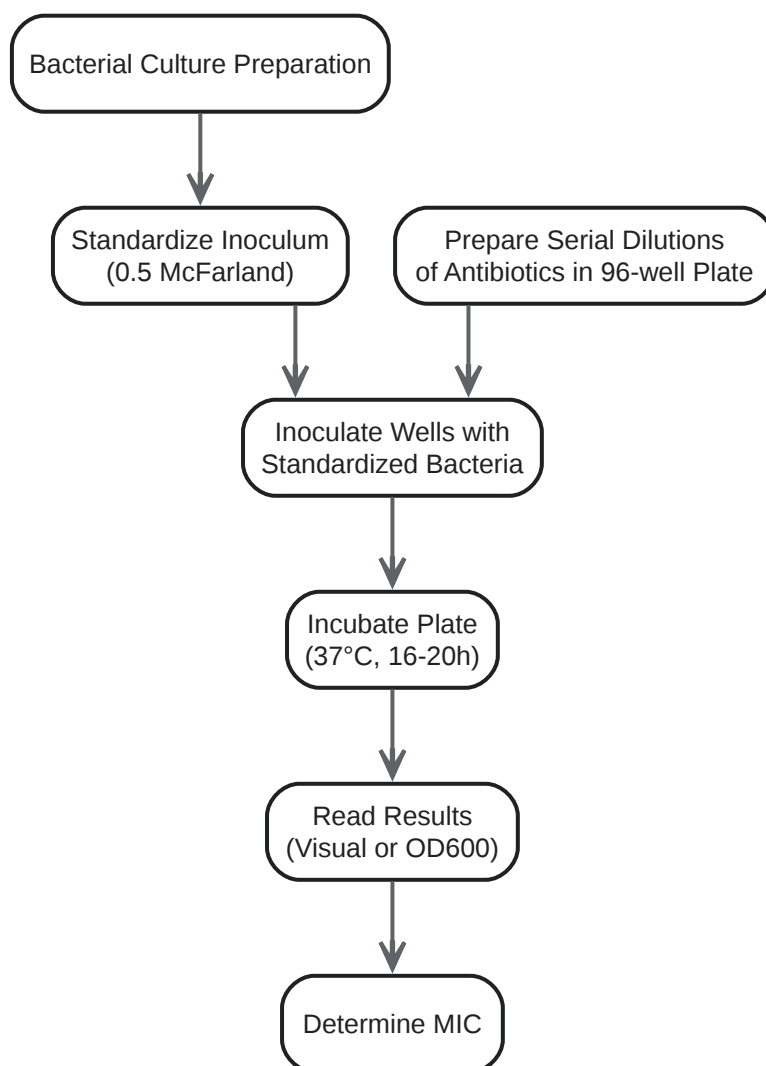 Bacterial Culture Preparation
Standardize Inoculum
(0.5 McFarland)
Prepare Serial Dilutions
of Antibiotics in 96-well Plate
Inoculate Wells with
Standardized Bacteria
Incubate Plate
(37°C, 16-20h)
Read Results
(Visual or OD600)
Determine MIC